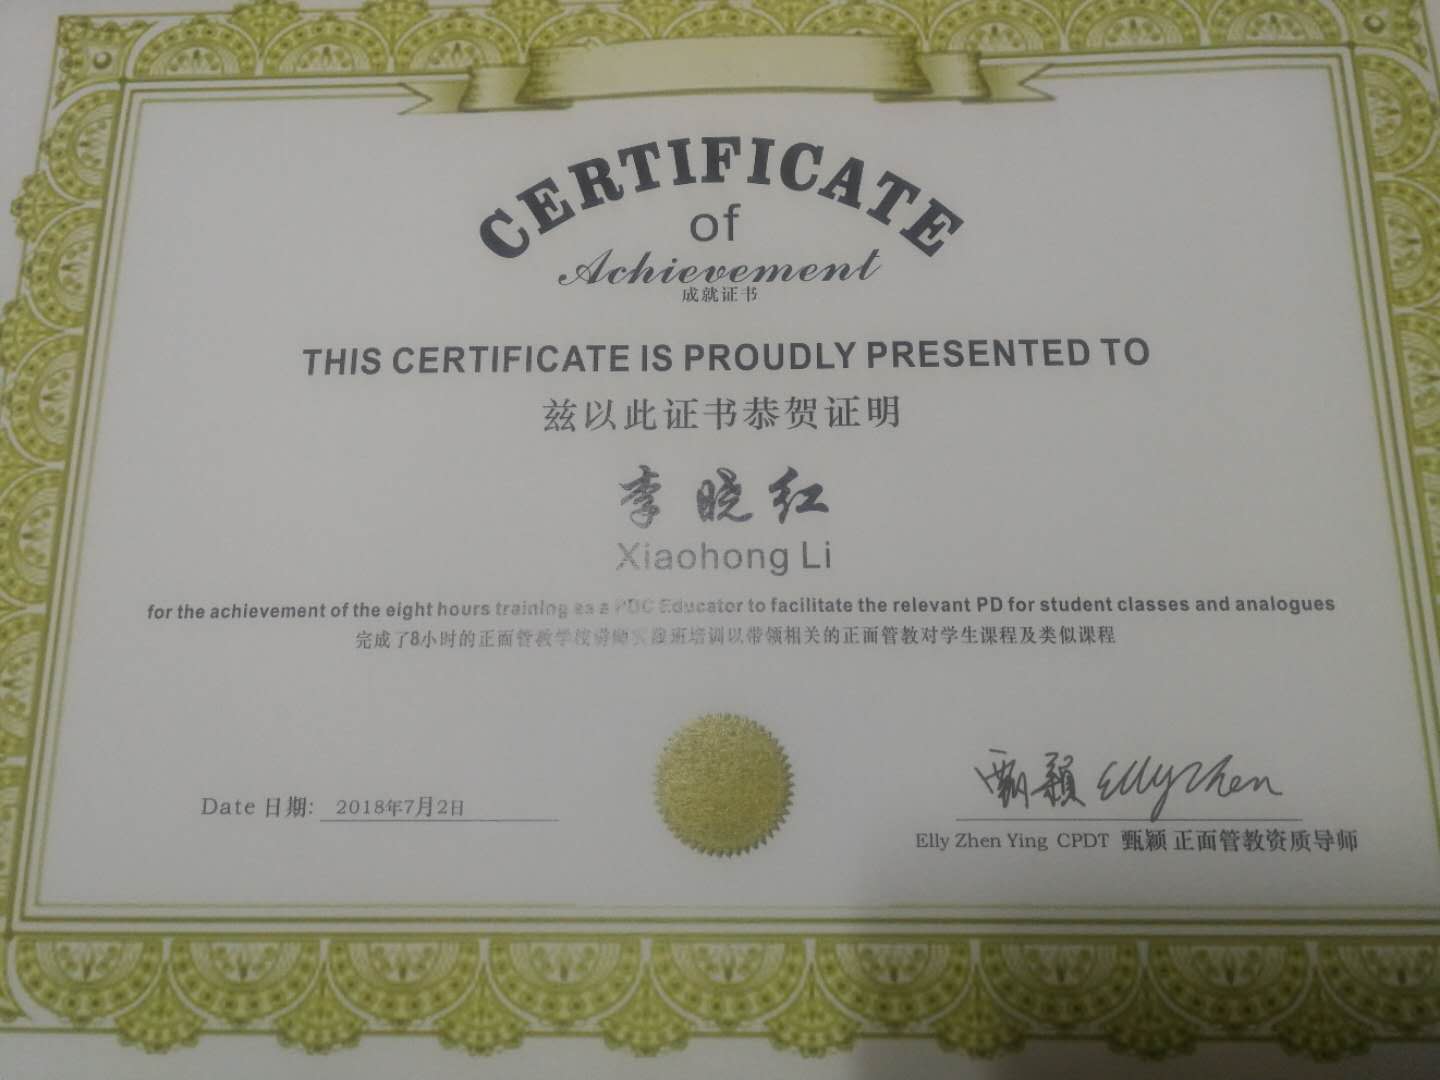 CERTIFICATE
of
Achievement
成就证书
THIS CERTIFICATE IS PROUDLY PRESENTED TO
兹以此证书恭贺证明
李晓红
Xiaohong Li
for the achievement of the eight hours training as a PDC Educator to facilitate the relevant PD for student classes and analogues
完成了8小时的正面管教学校讲师实操班培训以带领相关的正面管教对学生课程及类似课程
甄颖 Elly Zhen
Date 日期: 2018年7月2日
Elly Zhen Ying CPDT 甄颖 正面管教资质导师